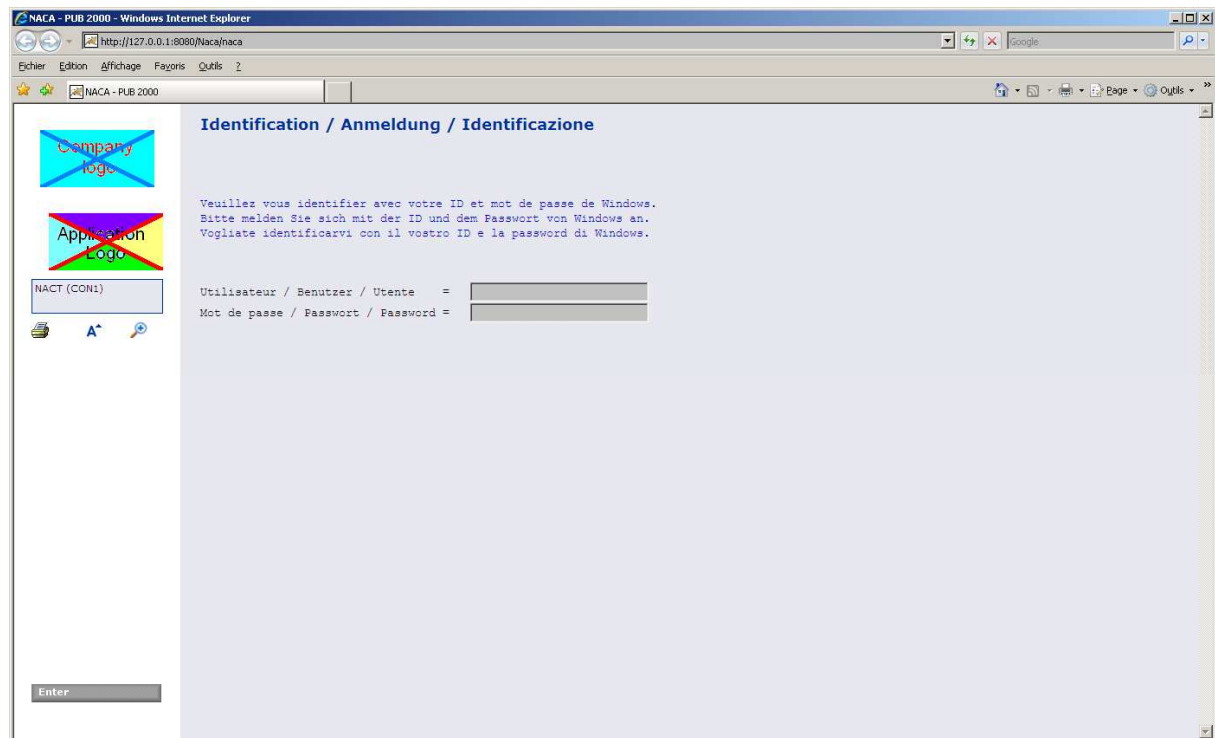 NACA - PUB 2000 - Windows Internet Explorer
http://127.0.0.1:8080/Naca/naca
Google
Fichier Edition Affichage Favoris Outils ?
NACA - PUB 2000
Page Outils »
Company
logo
Identification / Anmeldung / Identificazione
Veuillez vous identifier avec votre ID et mot de passe de Windows.
Bitte melden Sie sich mit der ID und dem Passwort von Windows an.
Vogliate identificarvi con il vostro ID e la password di Windows.
Application
Logo
NACT (CON1)
Utilisateur / Benutzer / Utente =
Mot de passe / Passwort / Password =
A
Enter